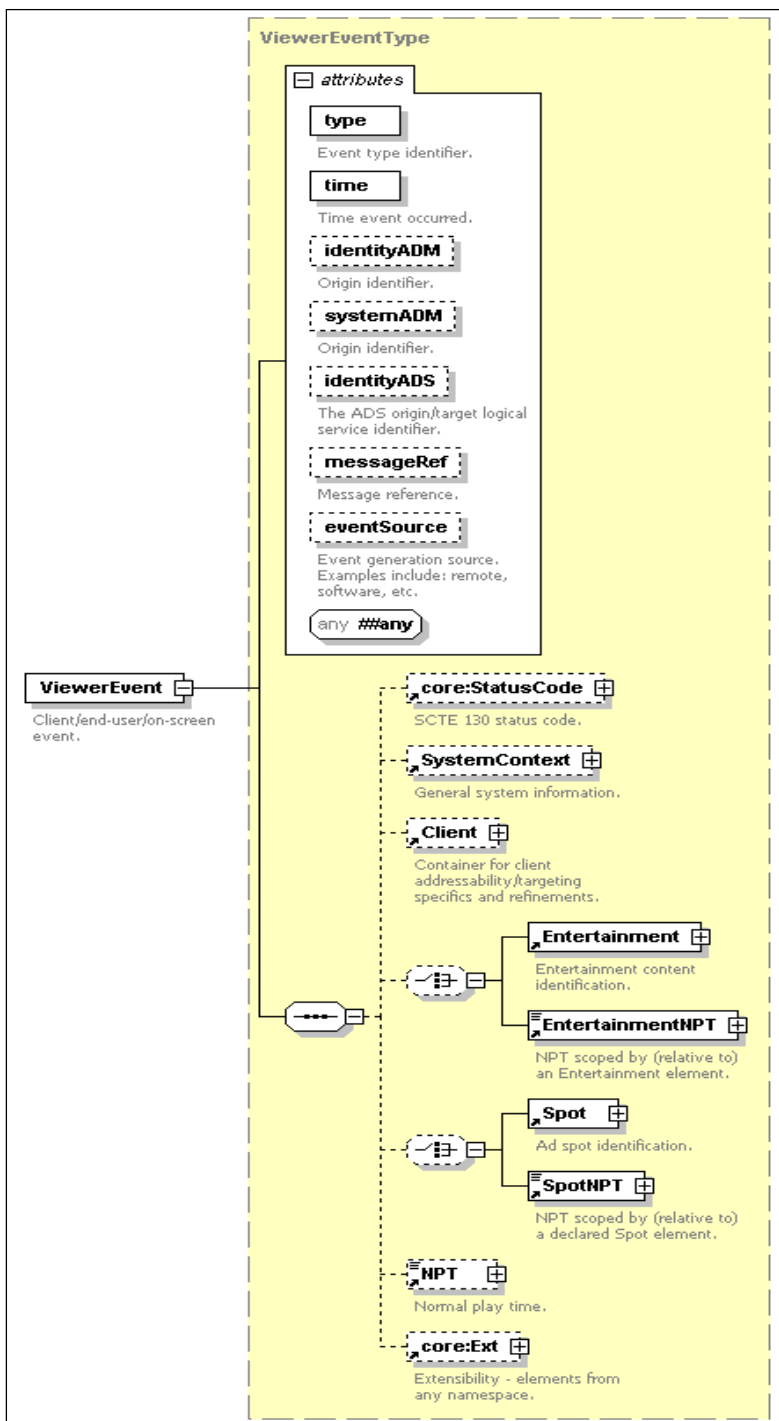 ViewerEventType
attributes
type
Event type identifier.
time
Time event occurred.
identityADM
Origin identifier.
systemADM
Origin identifier.
identityADS
The ADS origin/target logical
service identifier.
messageRef
Message reference.
eventSource
Event generation source.
Examples include: remote,
software, etc.
any ##any
ViewerEvent
Client/end-user/on-screen
event.
core:StatusCode
SCTE 130 status code.
SystemContext
General system information.
Client
Container for client
addressability/targeting
specifics and refinements.
Entertainment
Entertainment content
identification.
EntertainmentNPT
NPT scoped by (relative to)
an Entertainment element.
Spot
Ad spot identification.
SpotNPT
NPT scoped by (relative to)
a declared Spot element.
NPT
Normal play time.
core:Ext
Extensibility - elements from
any namespace.